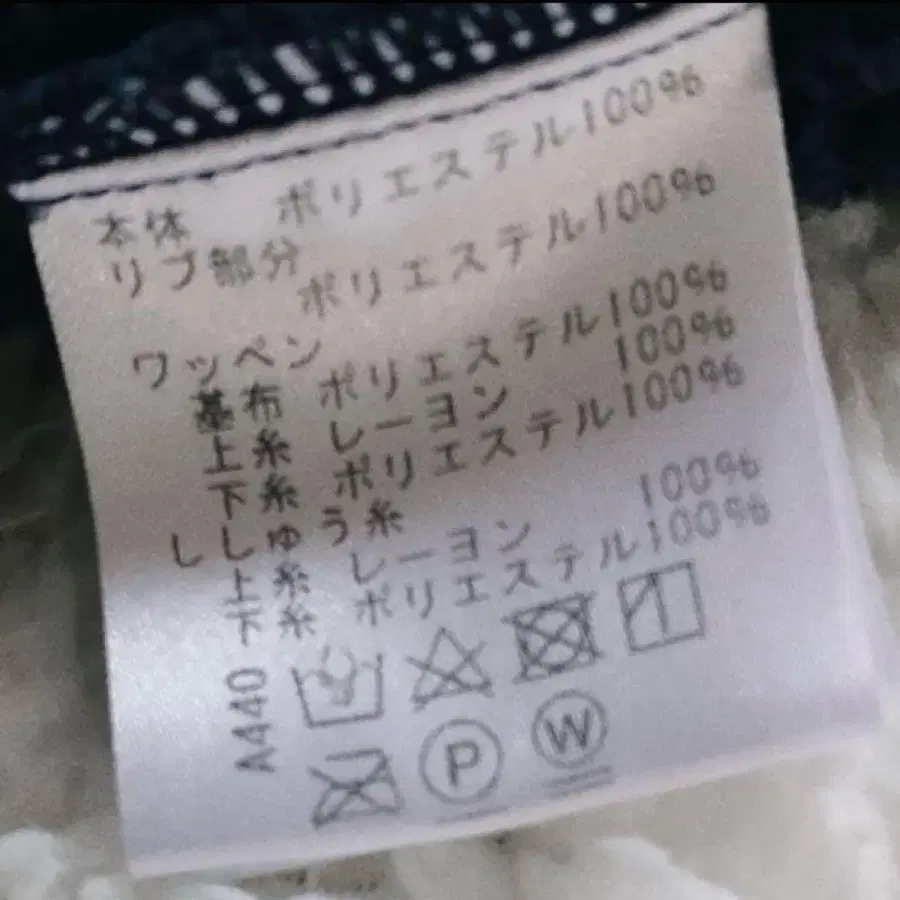 本体 ポリエステル100%
リブ部分
ポリエステル100%
ワッペン
基布 ポリエステル100%
上糸 レーヨン 100%
下糸 ポリエステル100%
ししゅう糸
上糸 レーヨン 100%
下糸 ポリエステル100%
A440
P W